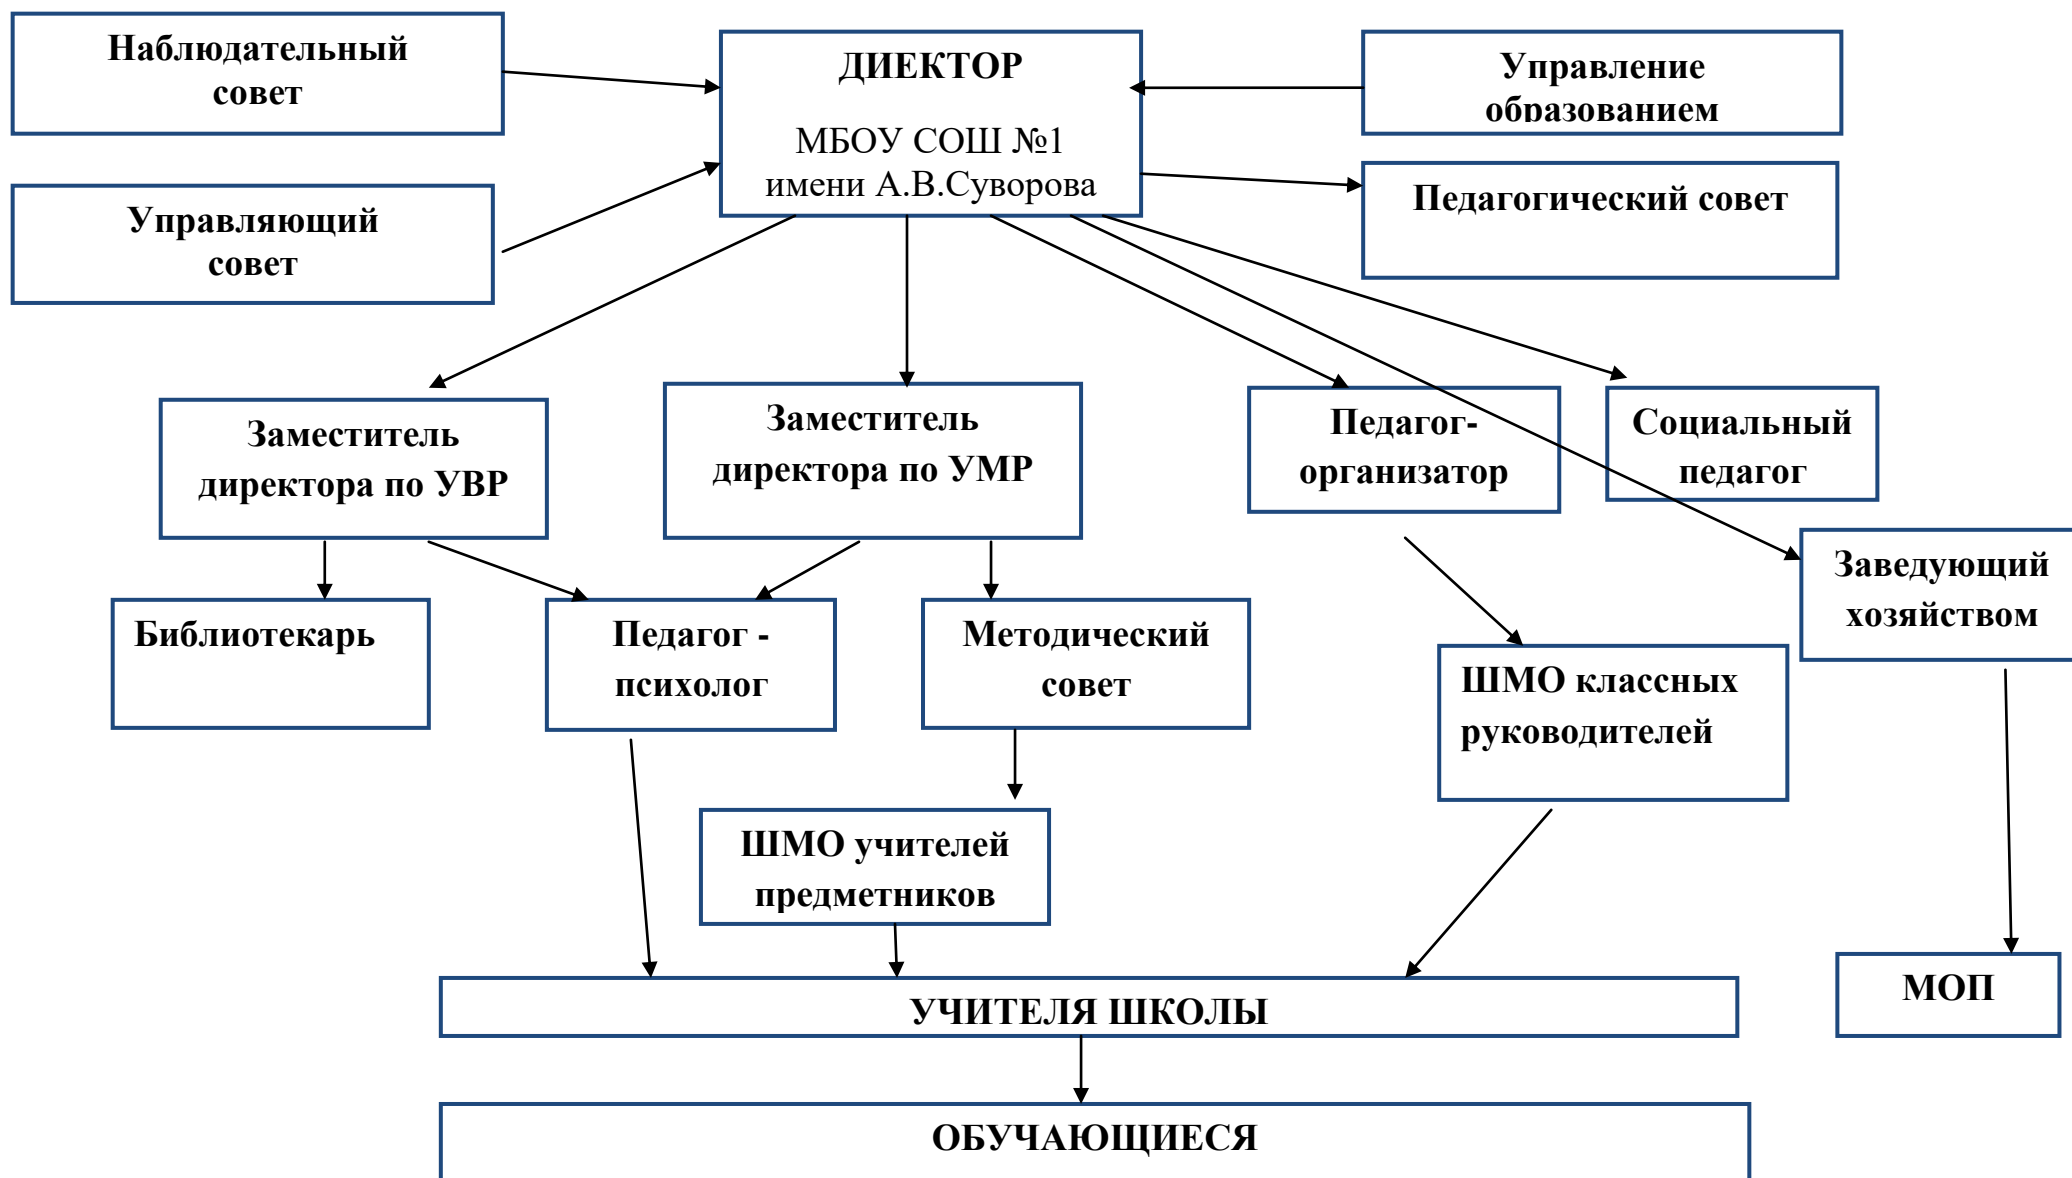 Наблюдательный
совет
ДИЕКТОР
МБОУ СОШ №1
имени А.В.Суворова
Управление
образованием
Управляющий
совет
Педагогический совет
Заместитель
директора по УВР
Заместитель
директора по УМР
Педагог-
организатор
Социальный
педагог
Заведующий
хозяйством
Библиотекарь
Педагог -
психолог
Методический
совет
ШМО классных
руководителей
ШМО учителей
предметников
УЧИТЕЛЯ ШКОЛЫ
МОП
ОБУЧАЮЩИЕСЯ